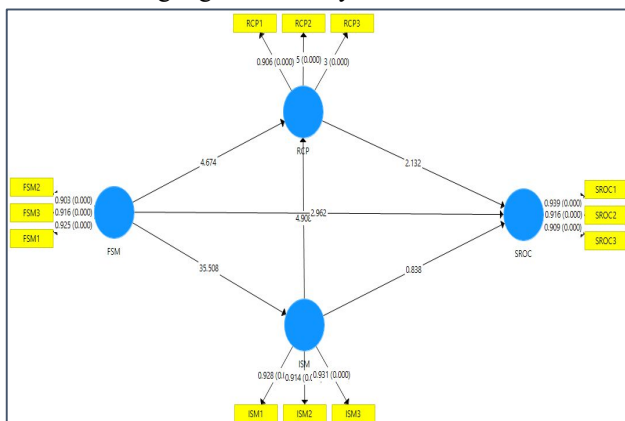 RCP1 RCP2 RCP3
0.906 (0.000) 5 (0.000) 3 (0.000)
RCP
4.674 2.132
FSM2
FSM3
FSM1
0.903 (0.000)
0.916 (0.000)
0.925 (0.000)
FSM
2.962
SROC1
SROC2
SROC3
0.939 (0.000)
0.916 (0.000)
0.909 (0.000)
SROC
35.508 0.838
ISM
0.928 0.914 0.931 (0.000)
ISM1 ISM2 ISM3